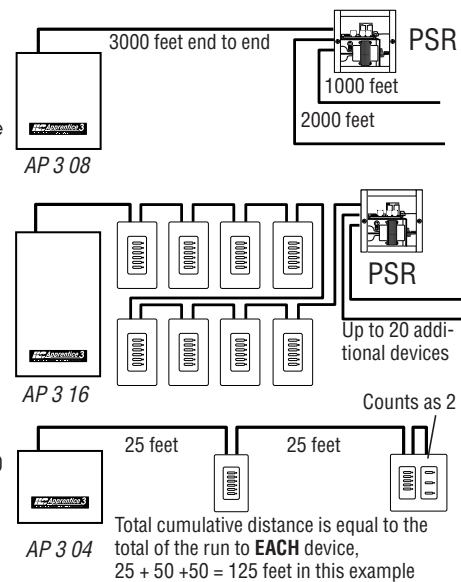 3000 feet end to end
PSR
1000 feet
2000 feet
e
ILC Apprentice 3
AP 3 08
PSR
Up to 20 addi-
tional devices
ILC Apprentice 3
AP 3 16
Counts as 2
25 feet
25 feet
ILC Apprentice 3
AP 3 04
Total cumulative distance is equal to the
total of the run to EACH device,
25 + 50 +50 = 125 feet in this example